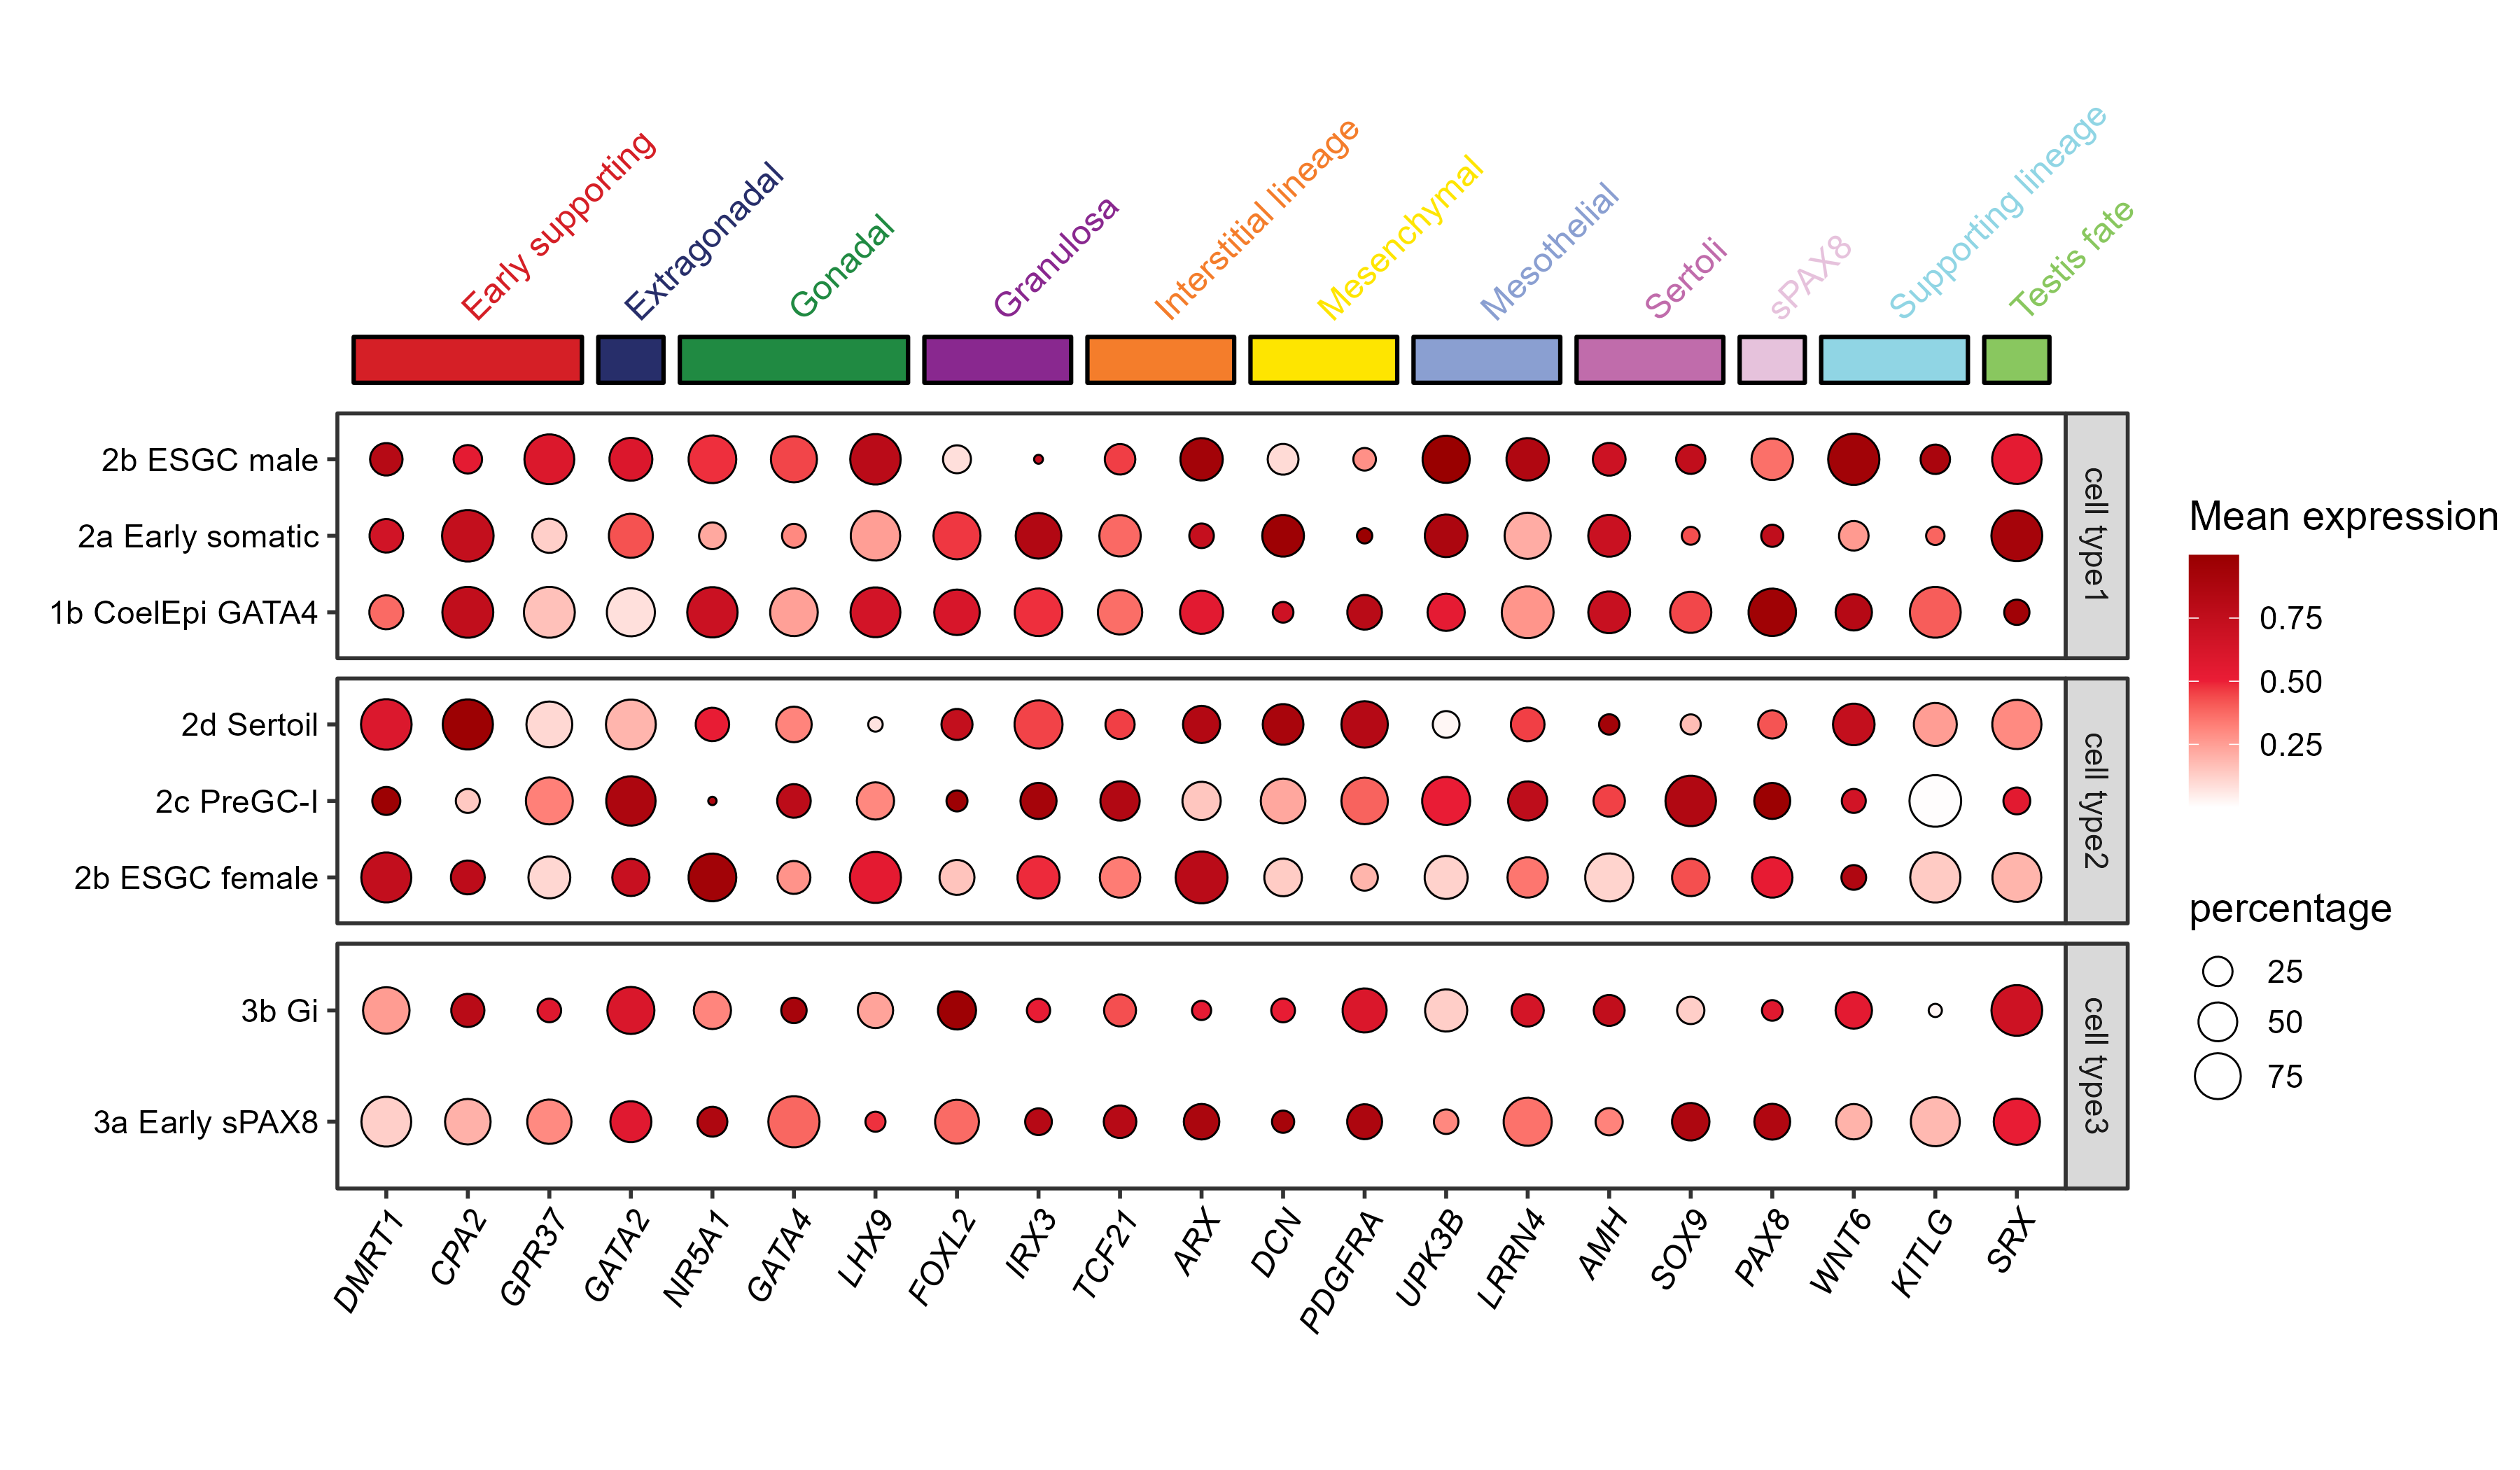 Early supporting
Extragonadal
Gonadal
Granulosa
Interstitial lineage
Mesenchymal
Mesothelial
Sertoli
sPAX8
Supporting lineage
Testis fate
2b ESGC male
2a Early somatic
1b CoelEpi GATA4
cell type1
2d Sertoil
2c PreGC-I
2b ESGC female
cell type2
3b Gi
3a Early sPAX8
cell type3
DMRT1
CPA2
GPR37
GATA2
NR5A1
GATA4
LHX9
FOXL2
IRX3
TCF21
ARX
DCN
PDGFRA
UPK3B
LRRN4
AMH
SOX9
PAX8
WNT6
KITLG
SRX
Mean expression
0.75
0.50
0.25
percentage
25
50
75